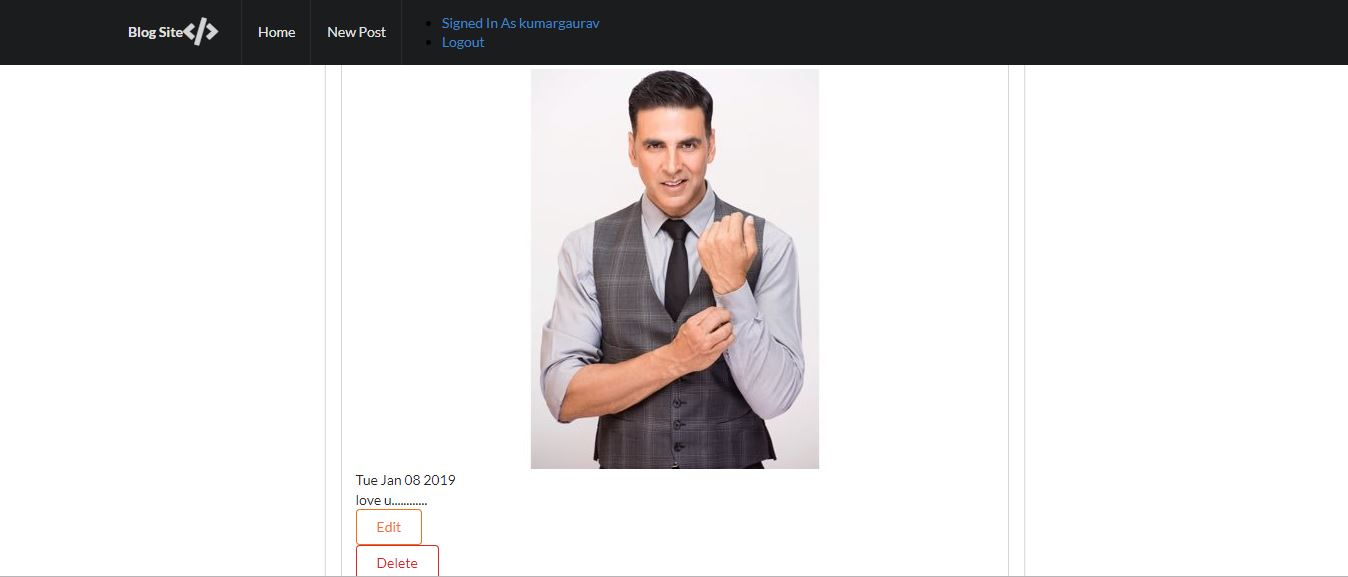 Blog Site</> Home New Post
Signed In As kumargaurav
Logout
Tue Jan 08 2019
love u............
Edit
Delete